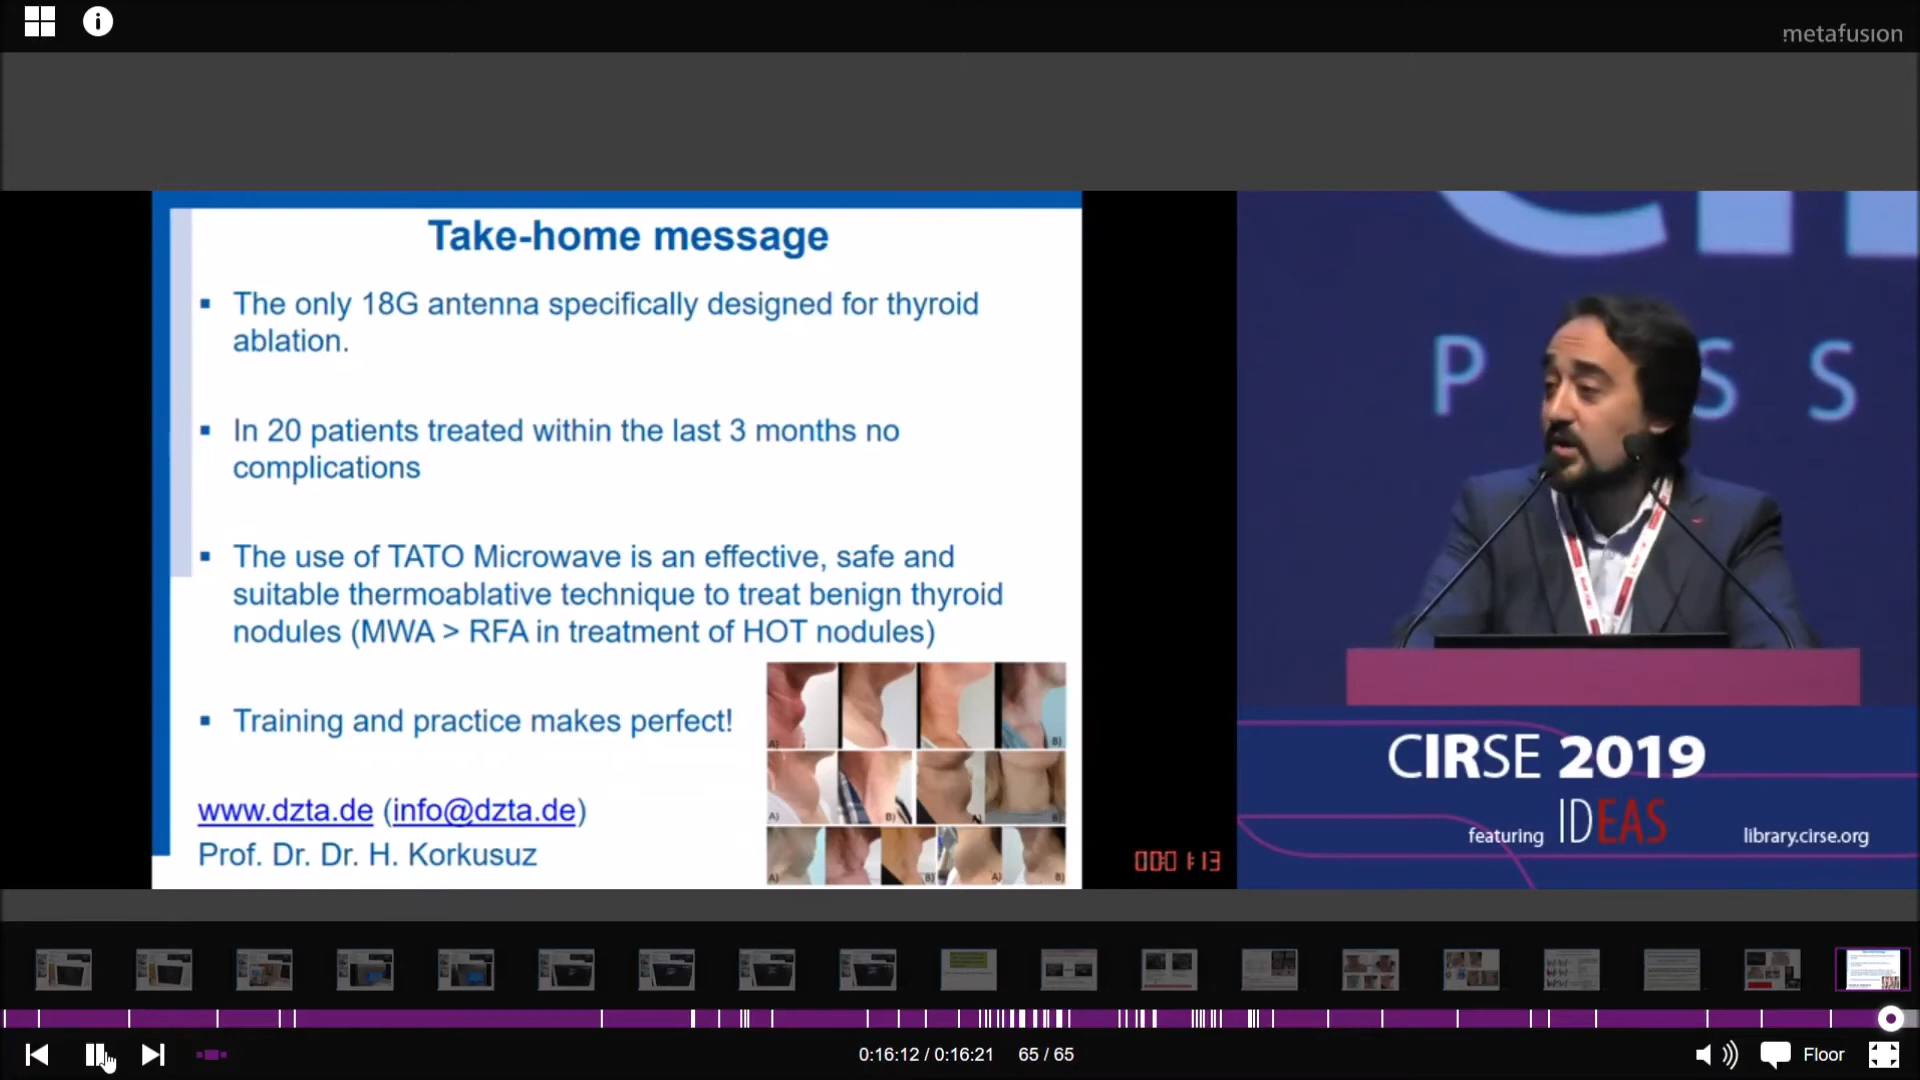 metafusion
Take-home message
▪ The only 18G antenna specifically designed for thyroid
ablation.
▪ In 20 patients treated within the last 3 months no
complications
▪ The use of TATO Microwave is an effective, safe and
suitable thermoablative technique to treat benign thyroid
nodules (MWA > RFA in treatment of HOT nodules)
▪ Training and practice makes perfect!
www.dzta.de (info@dzta.de)
Prof. Dr. Dr. H. Korkusuz
A) B)
A) B) A) B)
A) B) A) B)
000 1:13
P S S
CIRSE 2019
featuring IDEAS library.cirse.org
0:16:12 / 0:16:21 65 / 65 Floor